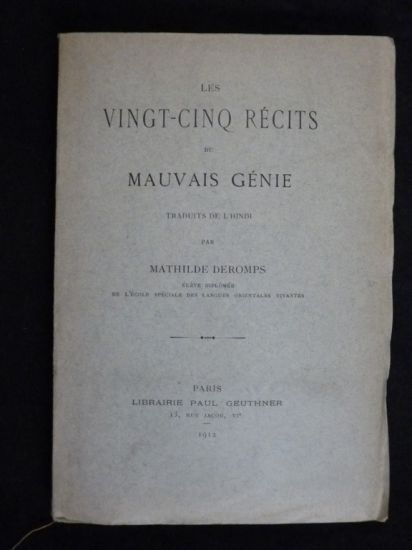 LES
VINGT-CINQ RÉCITS
DU
MAUVAIS GÉNIE
TRADUITS DE L'HINDI
PAR
MATHILDE DEROMPS
ÉLÈVE DIPLÔMÉE
DE L'ÉCOLE SPÉCIALE DES LANGUES ORIENTALES VIVANTES
PARIS
LIBRAIRIE PAUL GEUTHNER
13, RUE JACOB, VIe
1912